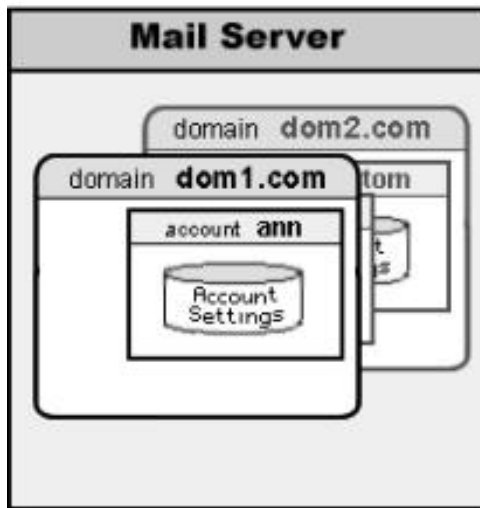 Mail Server
domain dom2.com
domain dom1.com
tom
account ann
Account
Settings